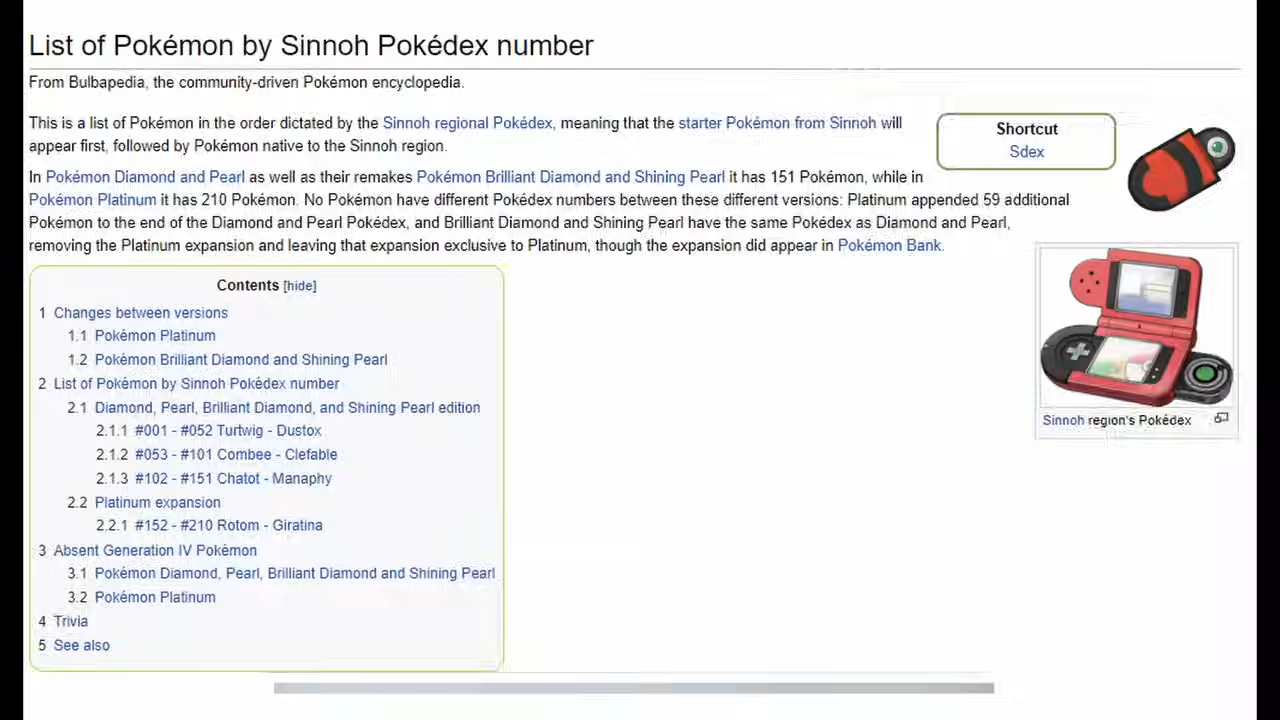 List of Pokémon by Sinnoh Pokédex number
From Bulbapedia, the community-driven Pokémon encyclopedia.
This is a list of Pokémon in the order dictated by the Sinnoh regional Pokédex, meaning that the starter Pokémon from Sinnoh will
appear first, followed by Pokémon native to the Sinnoh region.
Shortcut
Sdex
In Pokémon Diamond and Pearl as well as their remakes Pokémon Brilliant Diamond and Shining Pearl it has 151 Pokémon, while in
Pokémon Platinum it has 210 Pokémon. No Pokémon have different Pokédex numbers between these different versions: Platinum appended 59 additional
Pokémon to the end of the Diamond and Pearl Pokédex, and Brilliant Diamond and Shining Pearl have the same Pokédex as Diamond and Pearl,
removing the Platinum expansion and leaving that expansion exclusive to Platinum, though the expansion did appear in Pokémon Bank.
Sinnoh region's Pokédex
Contents [hide]
1 Changes between versions
1.1 Pokémon Platinum
1.2 Pokémon Brilliant Diamond and Shining Pearl
2 List of Pokémon by Sinnoh Pokédex number
2.1 Diamond, Pearl, Brilliant Diamond, and Shining Pearl edition
2.1.1 #001 - #052 Turtwig - Dustox
2.1.2 #053 - #101 Combee - Clefable
2.1.3 #102 - #151 Chatot - Manaphy
2.2 Platinum expansion
2.2.1 #152 - #210 Rotom - Giratina
3 Absent Generation IV Pokémon
3.1 Pokémon Diamond, Pearl, Brilliant Diamond and Shining Pearl
3.2 Pokémon Platinum
4 Trivia
5 See also